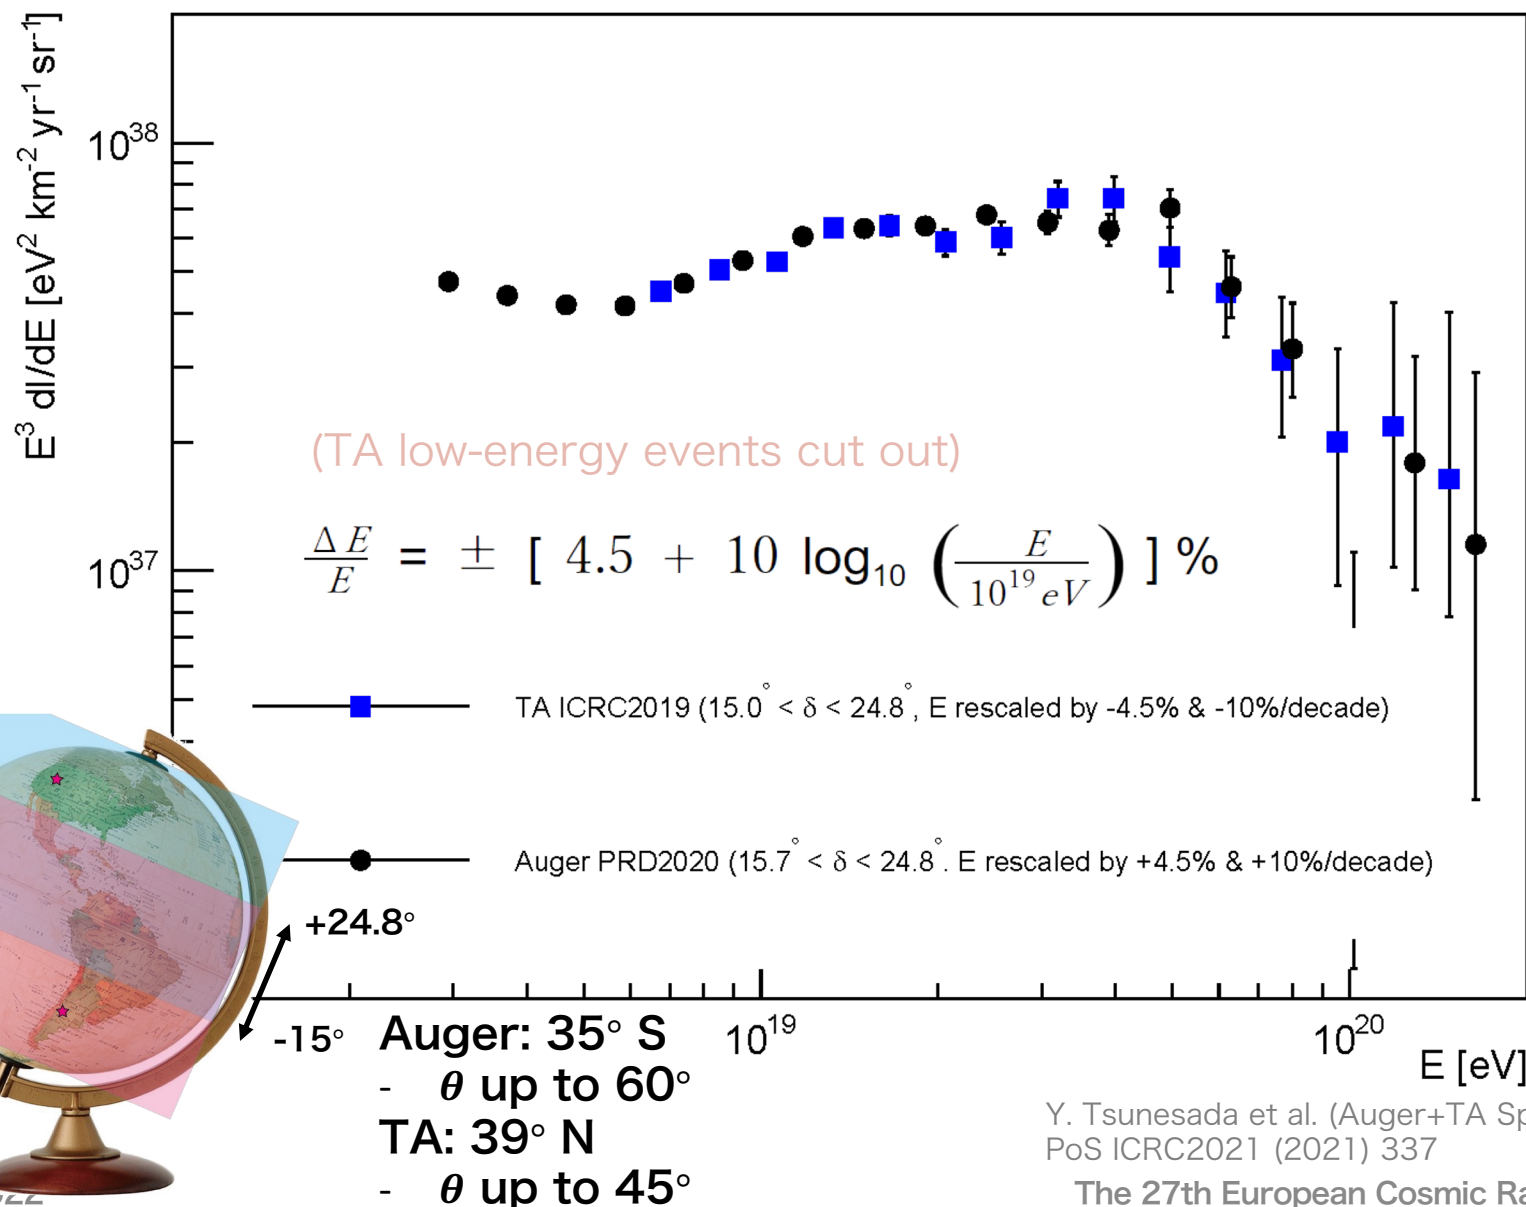 E³ dI/dE [eV² km⁻² yr⁻¹ sr⁻¹]
10³⁸
10³⁷
(TA low-energy events cut out)
ΔE/E = ± [ 4.5 + 10 log₁₀ (E/10¹⁹ eV) ] %
TA ICRC2019 (15.0° < δ < 24.8°, E rescaled by -4.5% & -10%/decade)
Auger PRD2020 (15.7° < δ < 24.8°. E rescaled by +4.5% & +10%/decade)
+24.8°
-15°
10¹⁹
10²⁰
E [eV]
Auger: 35° S
- θ up to 60°
TA: 39° N
- θ up to 45°
Y. Tsunesada et al. (Auger+TA Sp
PoS ICRC2021 (2021) 337
The 27th European Cosmic Ra